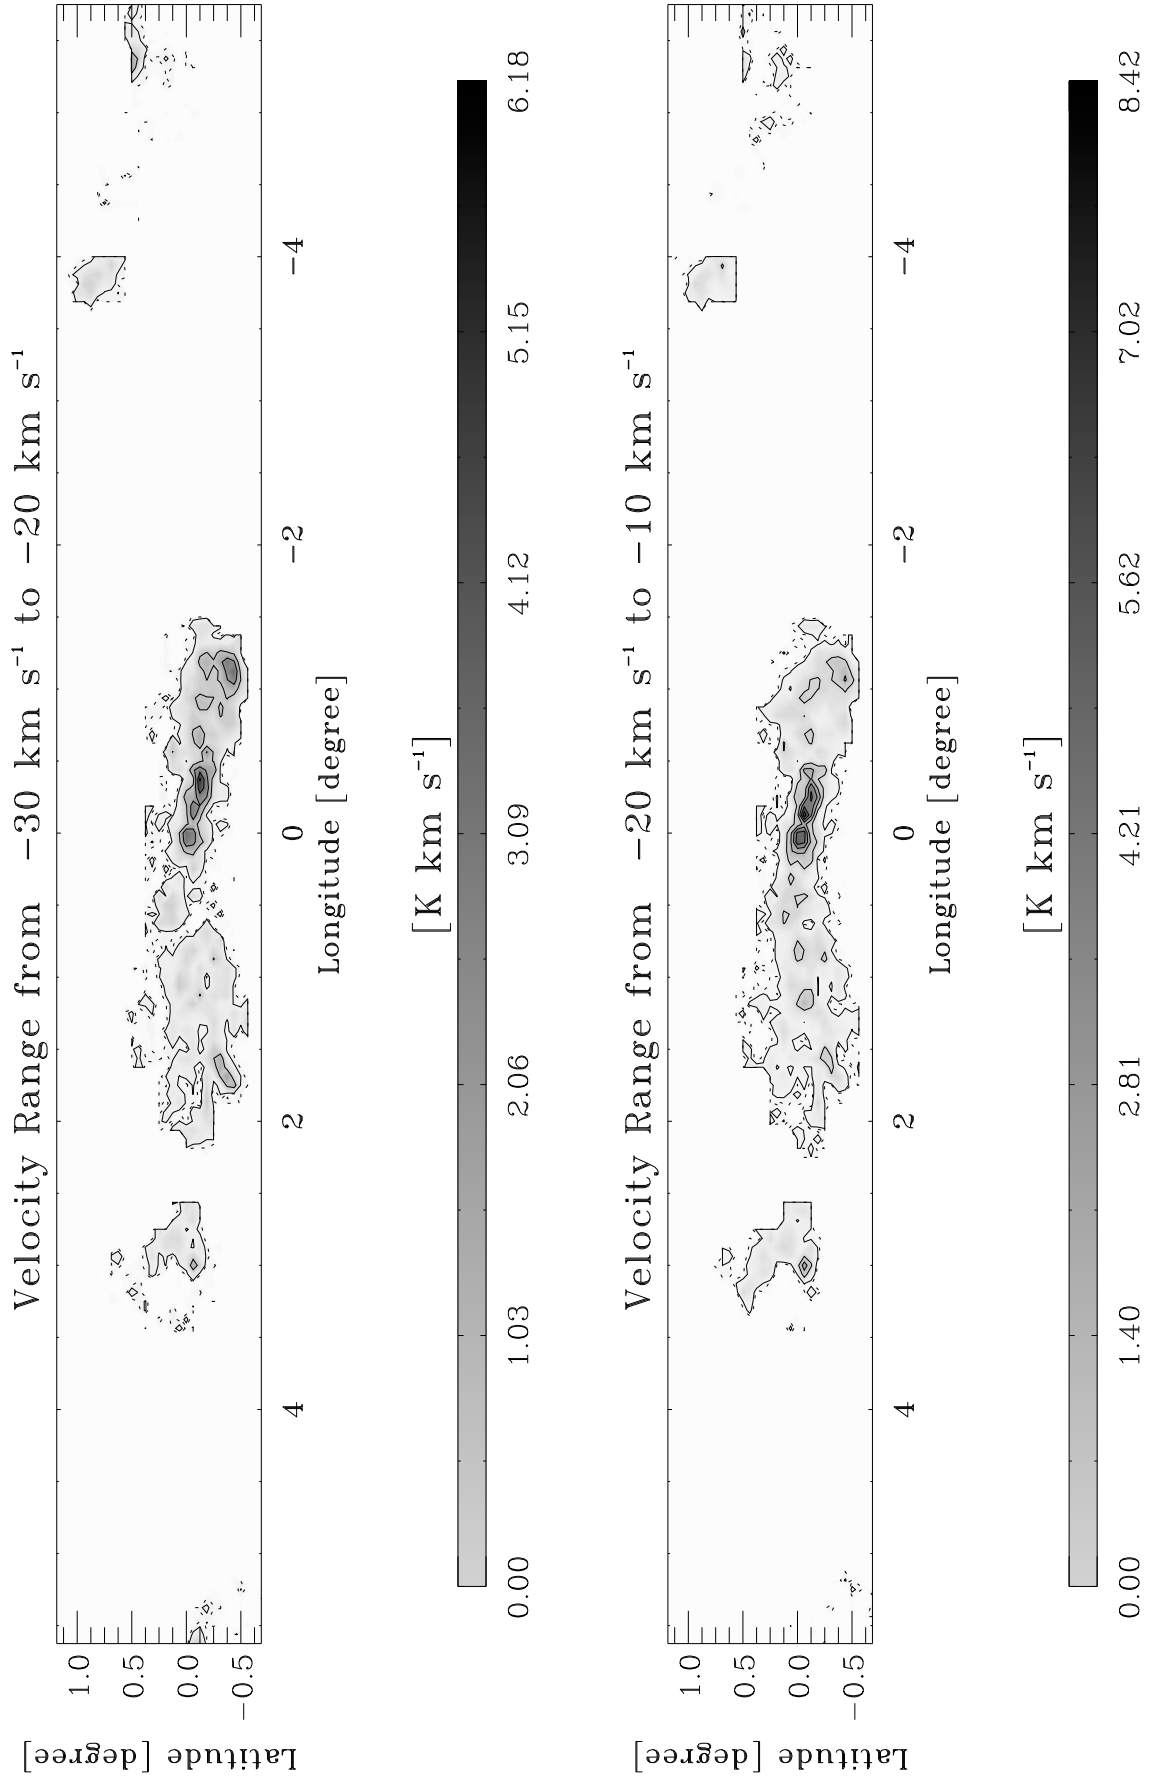 Velocity Range from −30 km s⁻¹ to −20 km s⁻¹
Latitude [degree]
1.0
0.5
0.0
−0.5
4 2 0 −2 −4
Longitude [degree]
[K km s⁻¹]
0.00 1.03 2.06 3.09 4.12 5.15 6.18
Velocity Range from −20 km s⁻¹ to −10 km s⁻¹
Latitude [degree]
1.0
0.5
0.0
−0.5
4 2 0 −2 −4
Longitude [degree]
[K km s⁻¹]
0.00 1.40 2.81 4.21 5.62 7.02 8.42